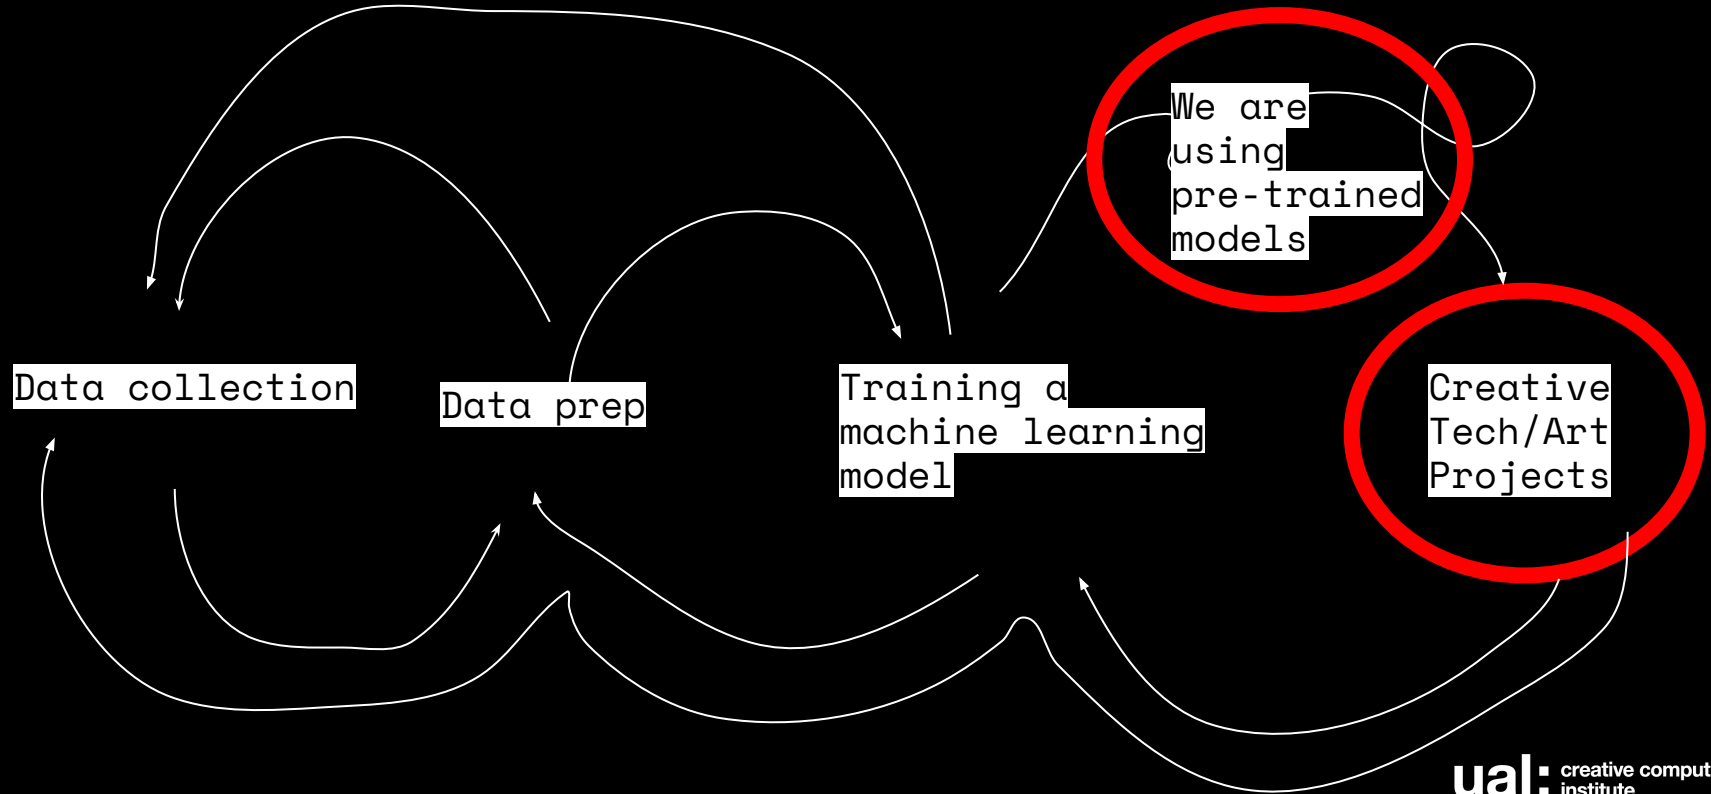 We are
using
pre-trained
models
Data collection
Data prep
Training a
machine learning
model
Creative
Tech/Art
Projects
ual:
creative comput
institute